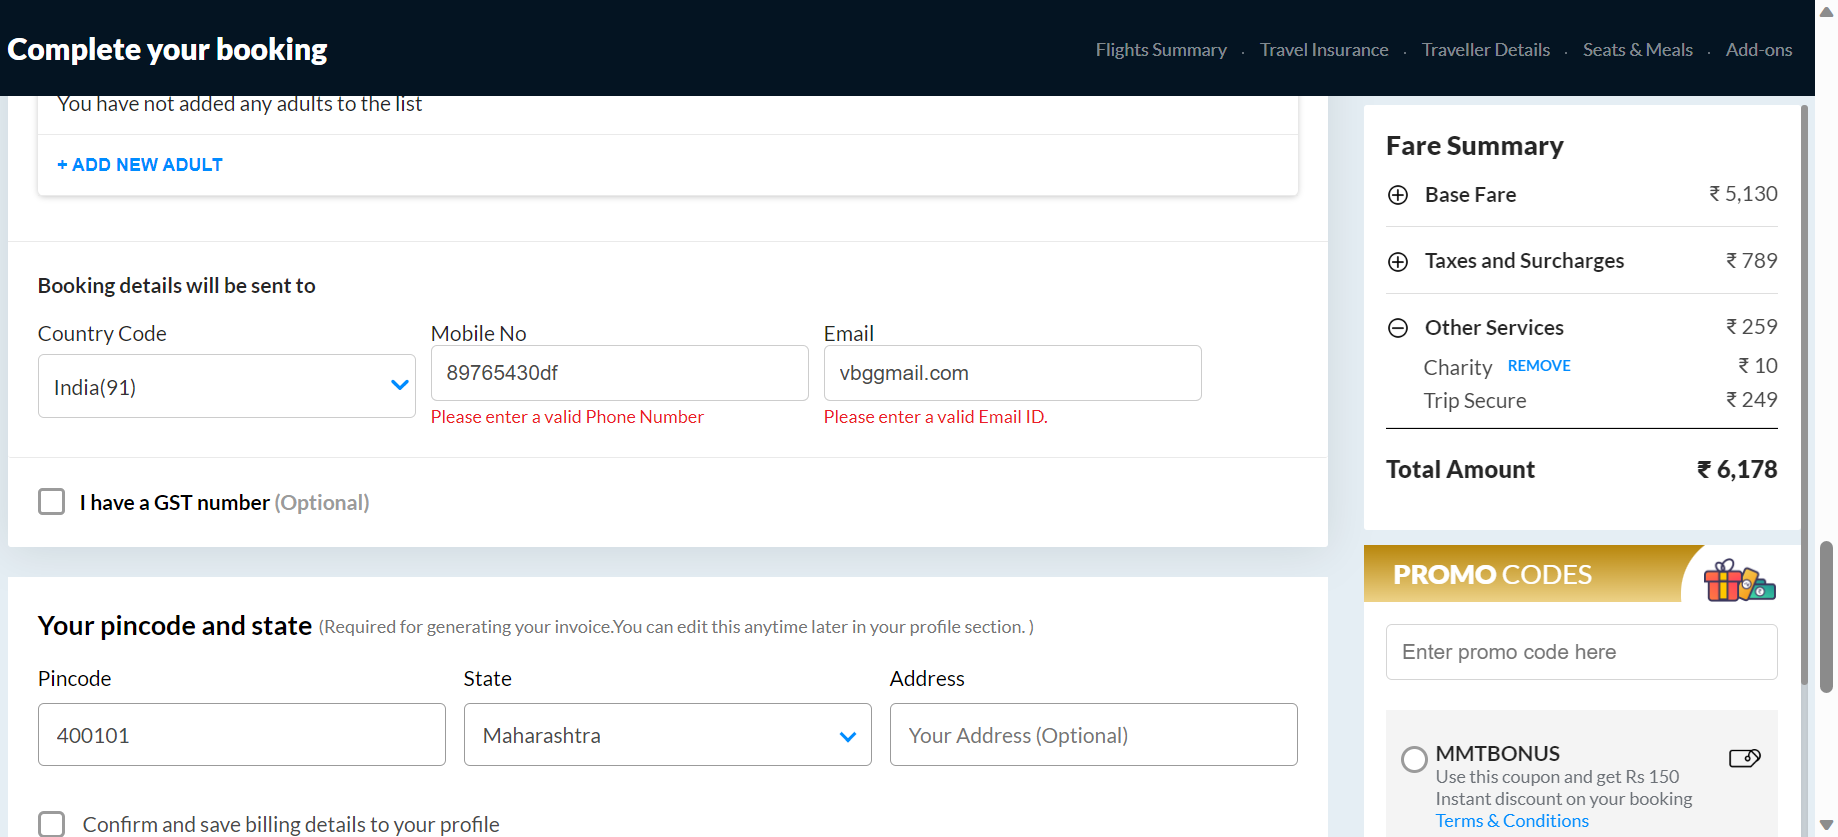 Complete your booking
Flights Summary · Travel Insurance · Traveller Details · Seats & Meals · Add-ons
You have not added any adults to the list
+ ADD NEW ADULT
Booking details will be sent to
Country Code
Mobile No
Email
India(91)
89765430df
vbggmail.com
Please enter a valid Phone Number
Please enter a valid Email ID.
I have a GST number (Optional)
Your pincode and state (Required for generating your invoice.You can edit this anytime later in your profile section. )
Pincode
State
Address
400101
Maharashtra
Your Address (Optional)
Confirm and save billing details to your profile
Fare Summary
Base Fare ₹ 5,130
Taxes and Surcharges ₹ 789
Other Services ₹ 259
Charity REMOVE ₹ 10
Trip Secure ₹ 249
Total Amount ₹ 6,178
PROMO CODES
Enter promo code here
MMTBONUS
Use this coupon and get Rs 150
Instant discount on your booking
Terms & Conditions